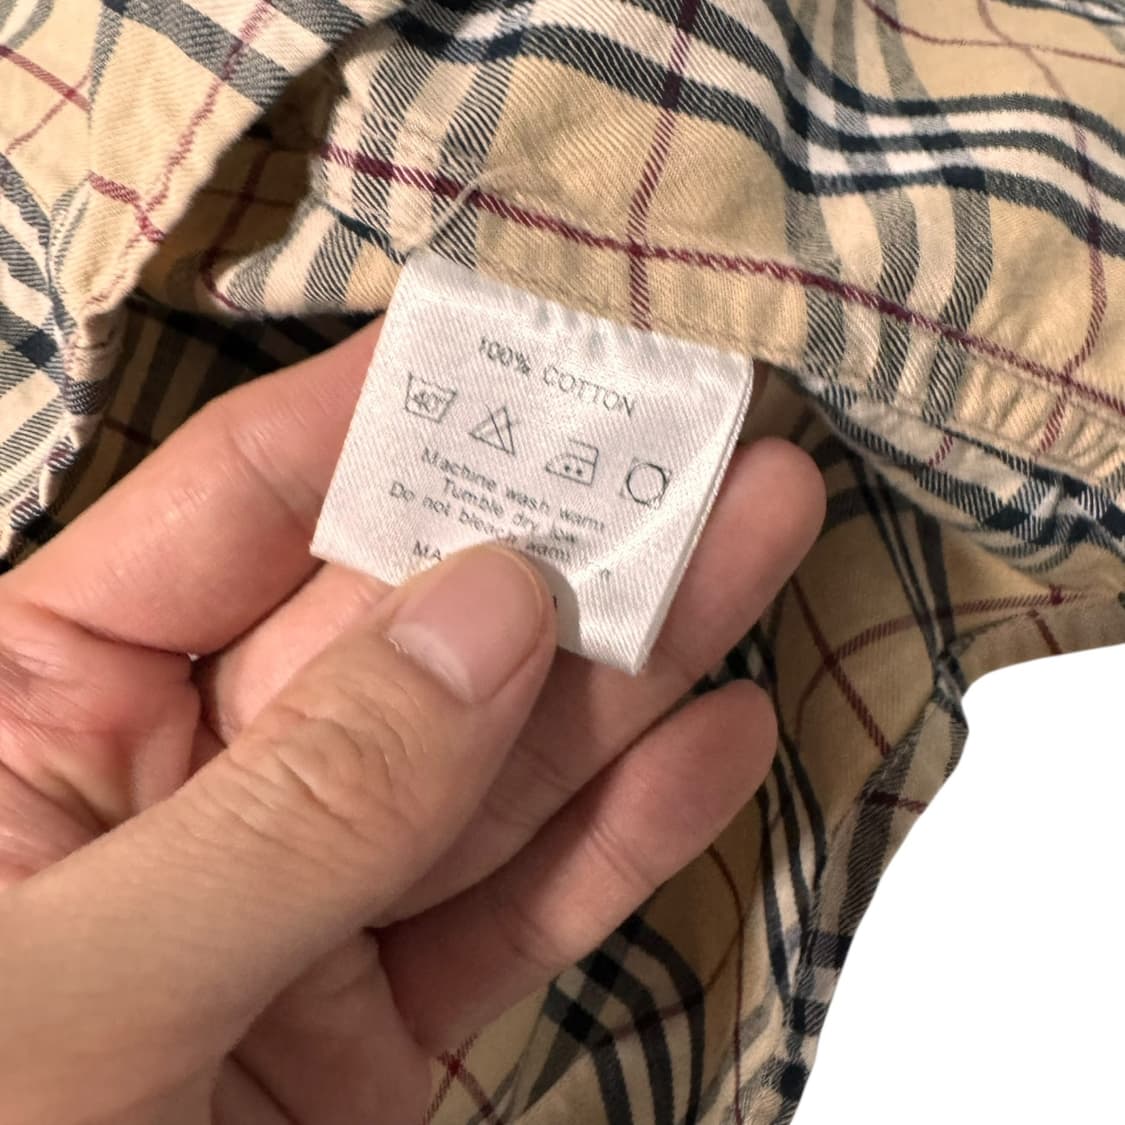 100% COTTON
40°
Machine wash warm
Tumble dry low
Do not bleach